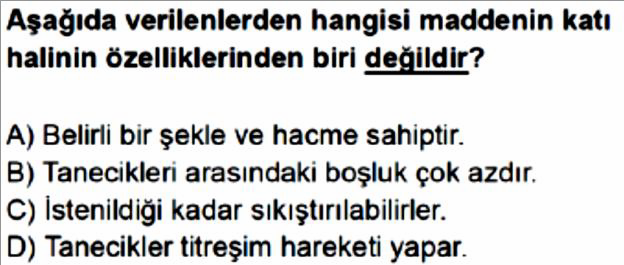 Aşağıda verilenlerden hangisi maddenin katı
halinin özelliklerinden biri değildir?
A) Belirli bir şekle ve hacme sahiptir.
B) Tanecikleri arasındaki boşluk çok azdır.
C) İstenildiği kadar sıkıştırılabilirler.
D) Tanecikler titreşim hareketi yapar.